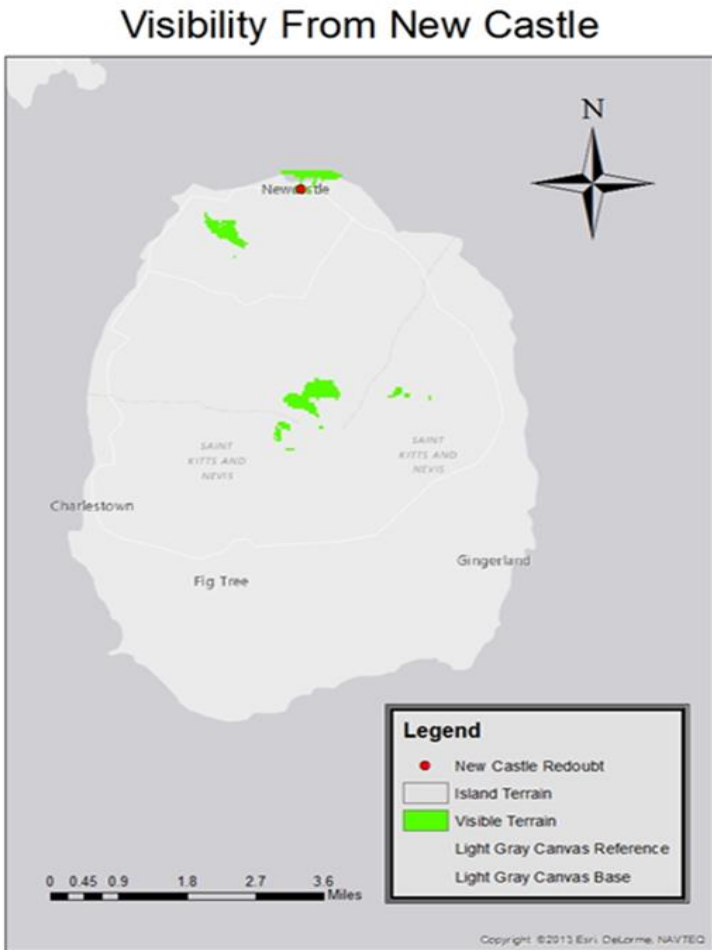 Visibility From New Castle
N
Newcastle
SAINT
KITTS AND
NEVIS
SAINT
KITTS AND
NEVIS
Charlestown
Gingerland
Fig Tree
Legend
New Castle Redoubt
Island Terrain
Visible Terrain
Light Gray Canvas Reference
Light Gray Canvas Base
0 0.45 0.9 1.8 2.7 3.6
Miles
Copyright ©2013 Esri, DeLorme, NAVTEQ